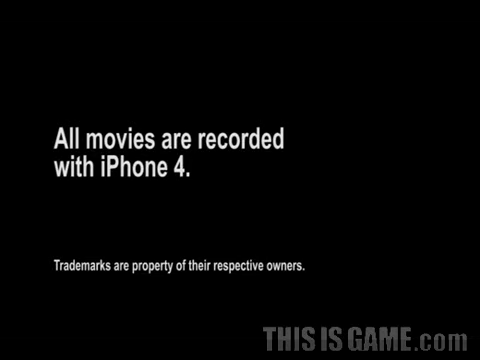 All movies are recorded
with iPhone 4.
Trademarks are property of their respective owners.
THIS IS GAME.com